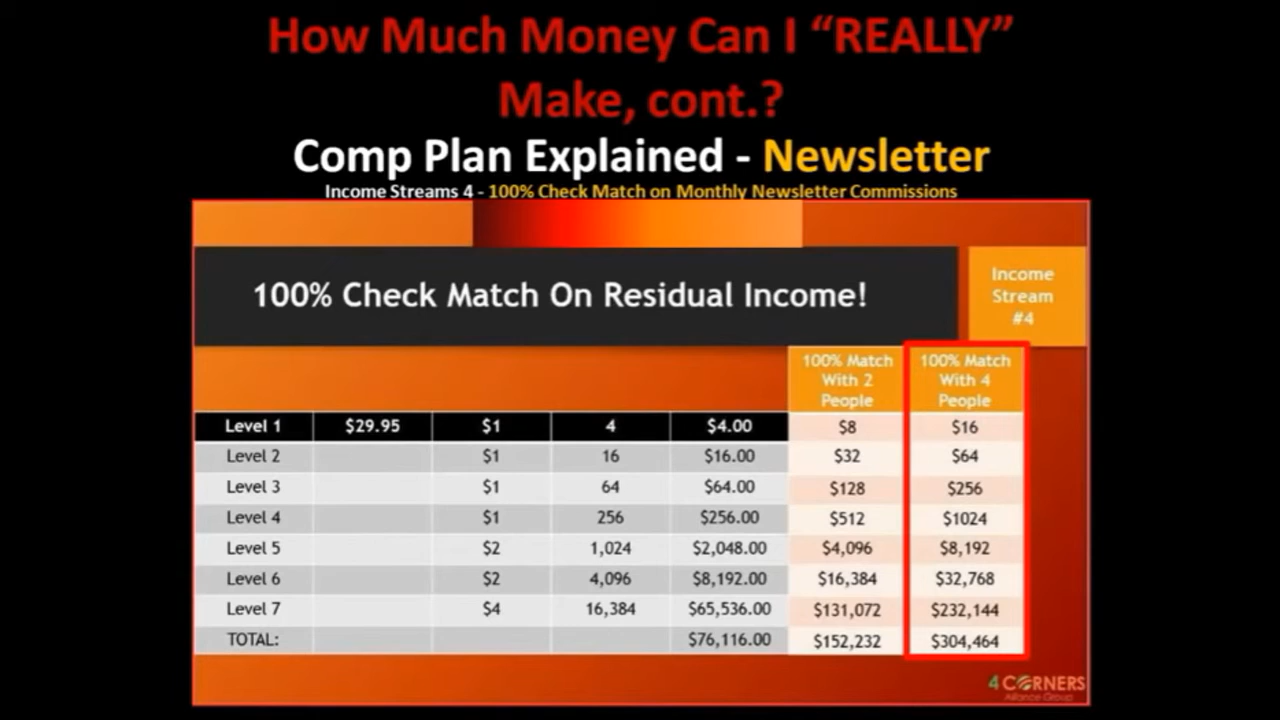 How Much Money Can I “REALLY”
Make, cont.?
Comp Plan Explained - Newsletter
Income Streams 4 - 100% Check Match on Monthly Newsletter Commissions
100% Check Match On Residual Income!
Income
Stream
#4
100% Match
With 2
People
100% Match
With 4
People
Level 1 $29.95 $1 4 $4.00 $8 $16
Level 2 $1 16 $16.00 $32 $64
Level 3 $1 64 $64.00 $128 $256
Level 4 $1 256 $256.00 $512 $1024
Level 5 $2 1,024 $2,048.00 $4,096 $8,192
Level 6 $2 4,096 $8,192.00 $16,384 $32,768
Level 7 $4 16,384 $65,536.00 $131,072 $232,144
TOTAL: $76,116.00 $152,232 $304,464
4 CORNERS
Alliance Group